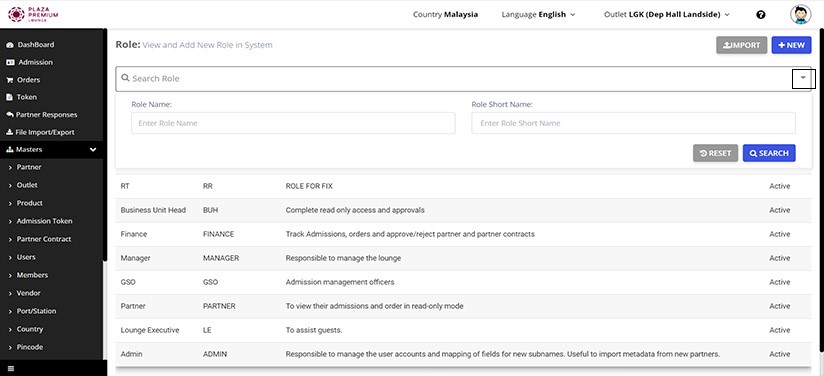 PLAZA
PREMIUM
LOUNGE
Country Malaysia
Language English
Outlet LGK (Dep Hall Landside)
DashBoard
Admission
Orders
Token
Partner Responses
File Import/Export
Masters
Partner
Outlet
Product
Admission Token
Partner Contract
Users
Members
Vendor
Port/Station
Country
Pincode
Role: View and Add New Role in System
IMPORT
+ NEW
Search Role
Role Name:
Role Short Name:
Enter Role Name
Enter Role Short Name
RESET
SEARCH
RT RR ROLE FOR FIX Active
Business Unit Head BUH Complete read only access and approvals Active
Finance FINANCE Track Admissions, orders and approve/reject partner and partner contracts Active
Manager MANAGER Responsible to manage the lounge Active
GSO GSO Admission management officers Active
Partner PARTNER To view their admissions and order in read-only mode Active
Lounge Executive LE To assist guests. Active
Admin ADMIN Responsible to manage the user accounts and mapping of fields for new subnames. Useful to import metadata from new partners. Active